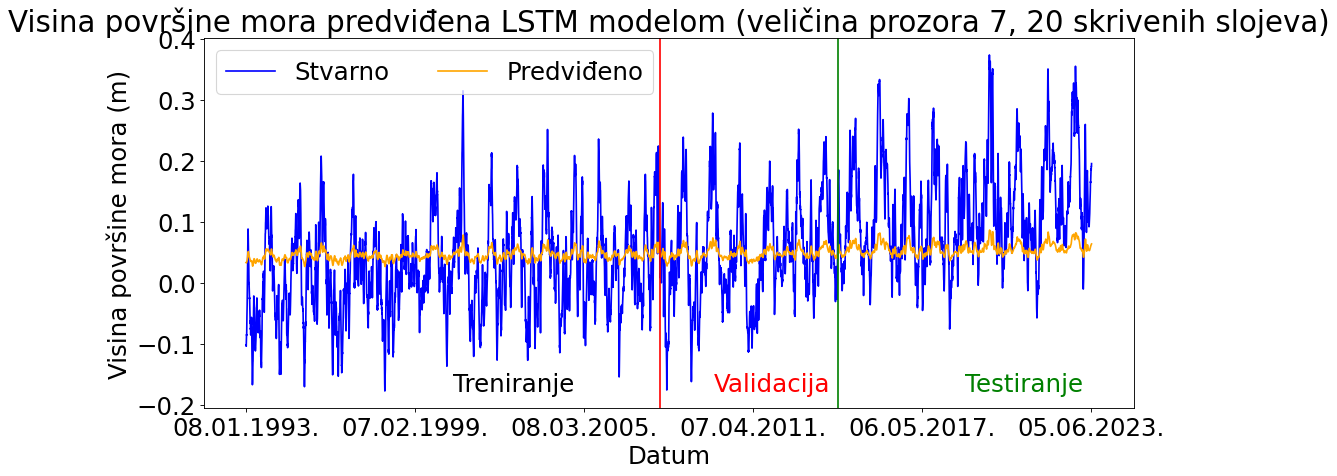 Visina površine mora predviđena LSTM modelom (veličina prozora 7, 20 skrivenih slojeva)
Stvarno
Predviđeno
Visina površine mora (m)
0.4
0.3
0.2
0.1
0.0
−0.1
−0.2
Treniranje
Validacija
Testiranje
08.01.1993.
07.02.1999.
08.03.2005.
07.04.2011.
06.05.2017.
05.06.2023.
Datum